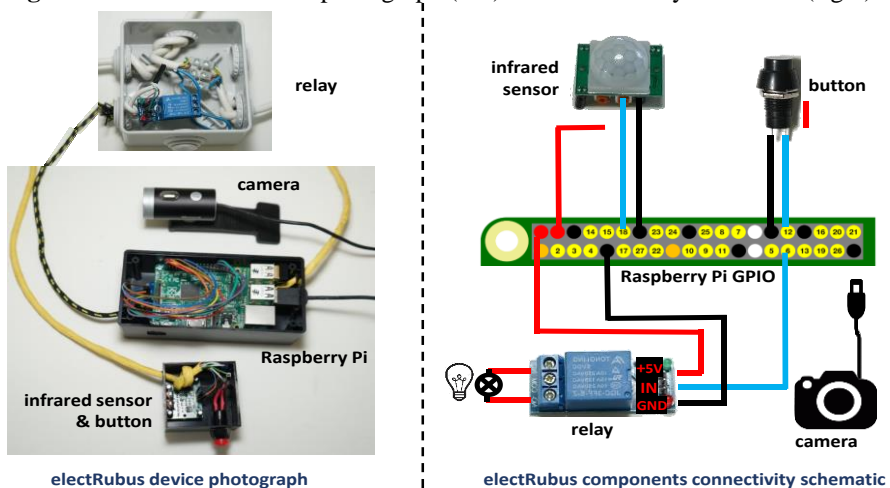 relay
camera
Raspberry Pi
infrared sensor
& button
electRubus device photograph
infrared
sensor
button
14 15 18 23 24 25 8 7 12 16 20 21
2 3 4 17 27 22 10 9 11 5 6 13 19 26
Raspberry Pi GPIO
+5V
IN
GND
relay
camera
electRubus components connectivity schematic